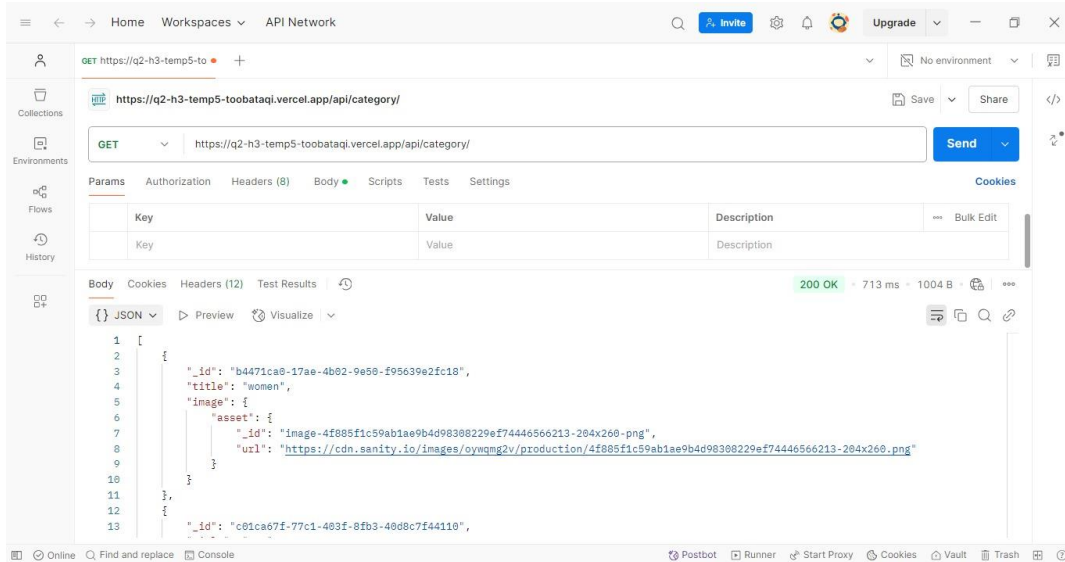 Home Workspaces API Network Invite Upgrade
GET https://q2-h3-temp5-to No environment
HTTP https://q2-h3-temp5-toobataqi.vercel.app/api/category/ Save Share
Collections
GET https://q2-h3-temp5-toobataqi.vercel.app/api/category/ Send
Environments
Params Authorization Headers (8) Body Scripts Tests Settings Cookies
Flows
Key Value Description Bulk Edit
Key Value Description
History
Body Cookies Headers (12) Test Results 200 OK 713 ms 1004 B
{} JSON Preview Visualize
1 [
2 {
3 "_id": "b4471ca0-17ae-4b02-9e50-f95639e2fc18",
4 "title": "women",
5 "image": {
6 "asset": {
7 "_id": "image-4f885f1c59ab1ae9b4d98308229ef74446566213-204x260-png",
8 "url": "https://cdn.sanity.io/images/oywqmg2v/production/4f885f1c59ab1ae9b4d98308229ef74446566213-204x260.png"
9 }
10 }
11 },
12 {
13 "_id": "c01ca67f-77c1-403f-8fb3-40d8c7f44110",
Online Find and replace Console Postbot Runner Start Proxy Cookies Vault Trash